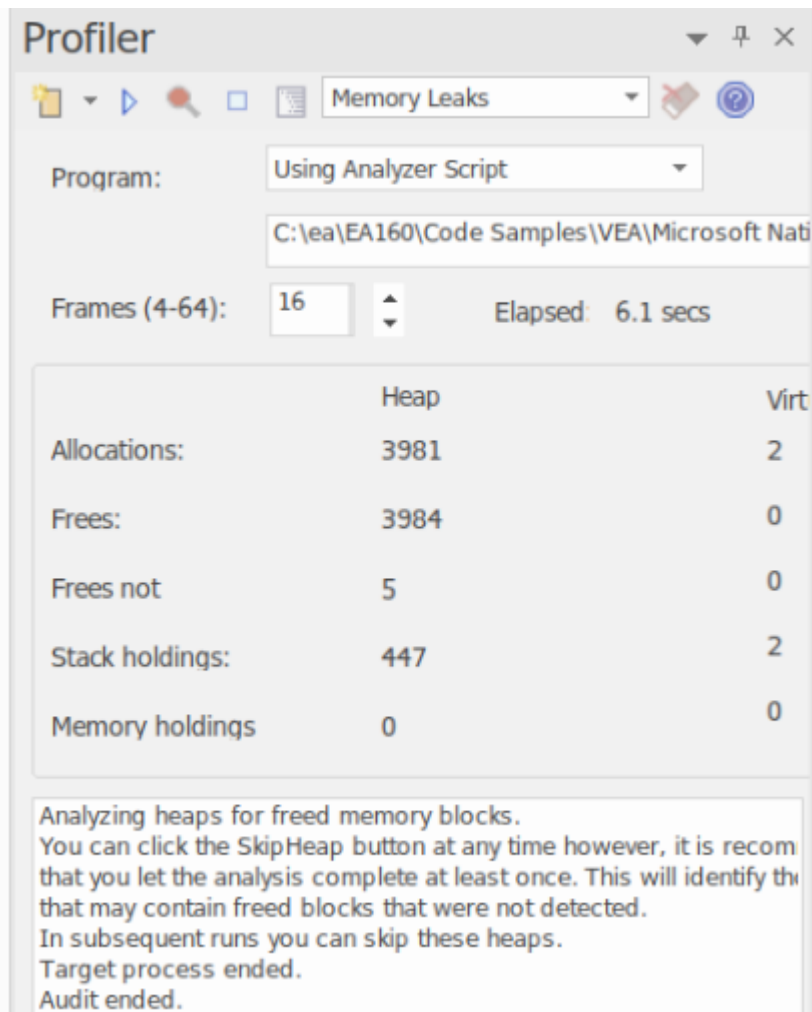 Profiler
Memory Leaks
Program:
Using Analyzer Script
C:\ea\EA160\Code Samples\VEA\Microsoft Nati
Frames (4-64):
16
Elapsed: 6.1 secs
Heap Virt
Allocations: 3981 2
Frees: 3984 0
Frees not 5 0
Stack holdings: 447 2
Memory holdings 0 0
Analyzing heaps for freed memory blocks.
You can click the SkipHeap button at any time however, it is recom
that you let the analysis complete at least once. This will identify the
that may contain freed blocks that were not detected.
In subsequent runs you can skip these heaps.
Target process ended.
Audit ended.